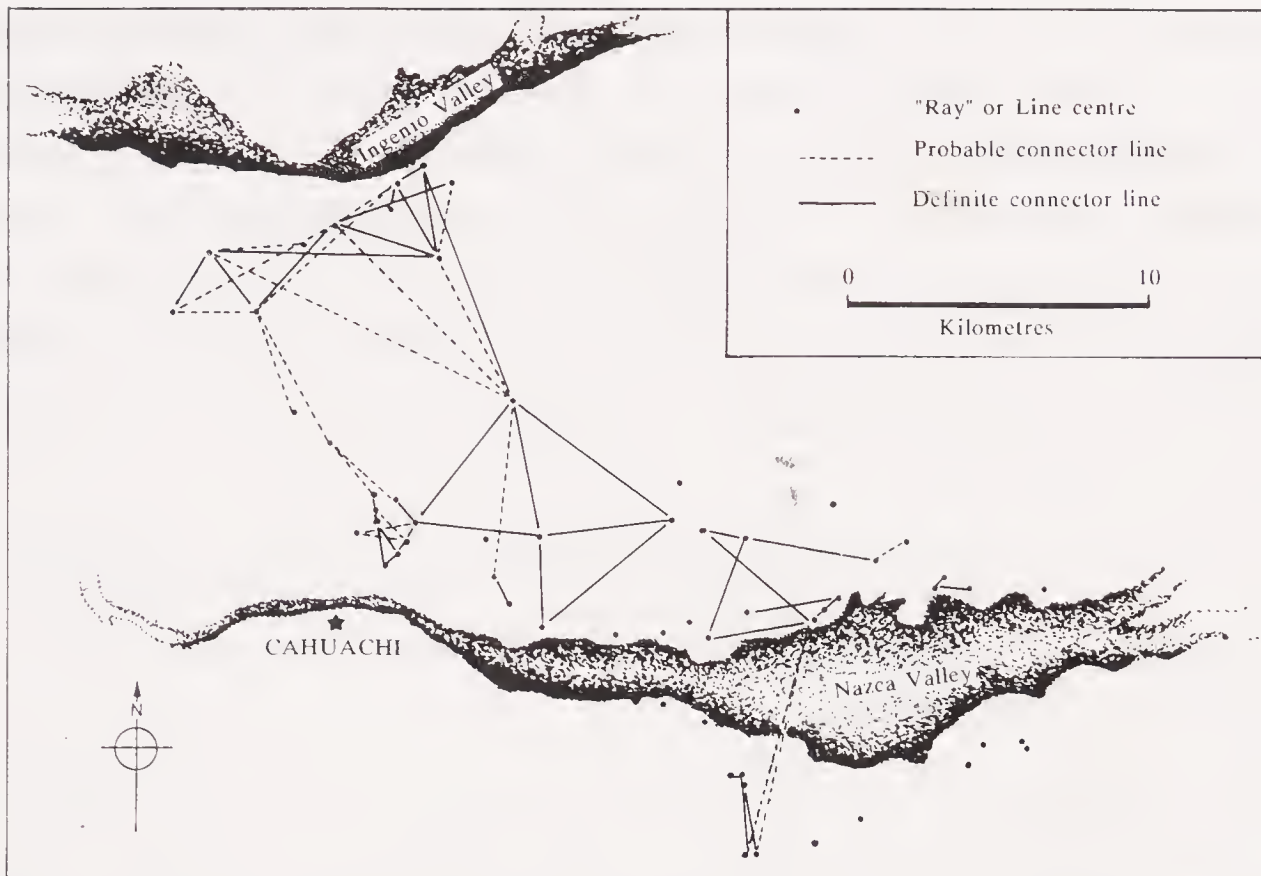 Ingenio Valley
"Ray" or Line centre
Probable connector line
Definite connector line
0 10
Kilometres
CAHUACHI
Nazca Valley
N